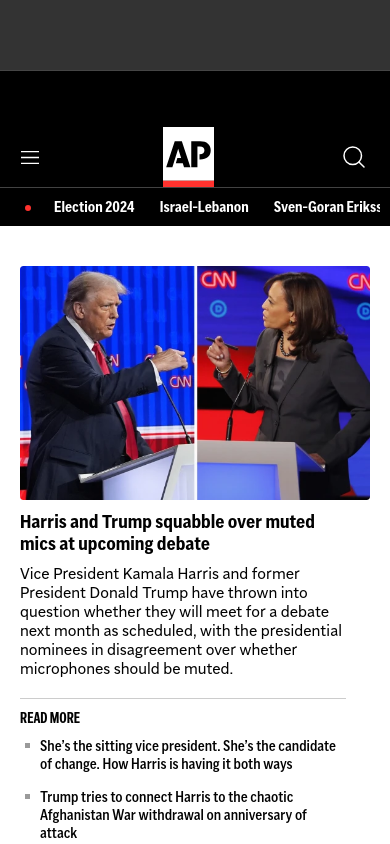 AP
Election 2024 Israel-Lebanon Sven-Goran Erikss
CNN
CNN
CNN
CNN
Harris and Trump squabble over muted
mics at upcoming debate
Vice President Kamala Harris and former
President Donald Trump have thrown into
question whether they will meet for a debate
next month as scheduled, with the presidential
nominees in disagreement over whether
microphones should be muted.
READ MORE
She’s the sitting vice president. She’s the candidate
of change. How Harris is having it both ways
Trump tries to connect Harris to the chaotic
Afghanistan War withdrawal on anniversary of
attack